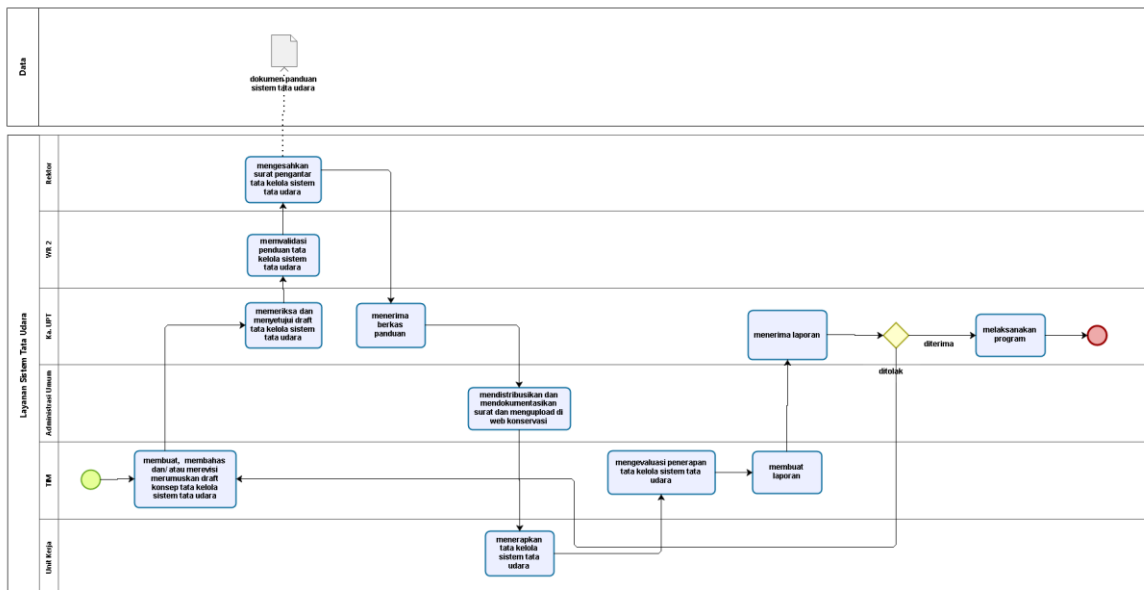 Data
dokumen panduan
sistem tata udara
Layanan Sistem Tata Udara
Rektor
mengesahkan
surat pengantar
tata kelola sistem
tata udara
WR 2
memvalidasi
penduan tata
kelola sistem
tata udara
Ka. UPT
memeriksa dan
menyetujui draft
tata kelola sistem
tata udara
menerima
berkas
panduan
menerima laporan
diterima
ditolak
melaksanakan
program
Administrasi Umum
mendistribusikan dan
mendokumentasikan
surat dan mengupload di
web konservasi
TIM
membuat, membahas
dan/ atau merevisi
merumuskan draft
konsep tata kelola
sistem tata udara
mengevaluasi penerapan
tata kelola sistem tata
udara
membuat
laporan
Unit Kerja
menerapkan
tata kelola
sistem tata
udara